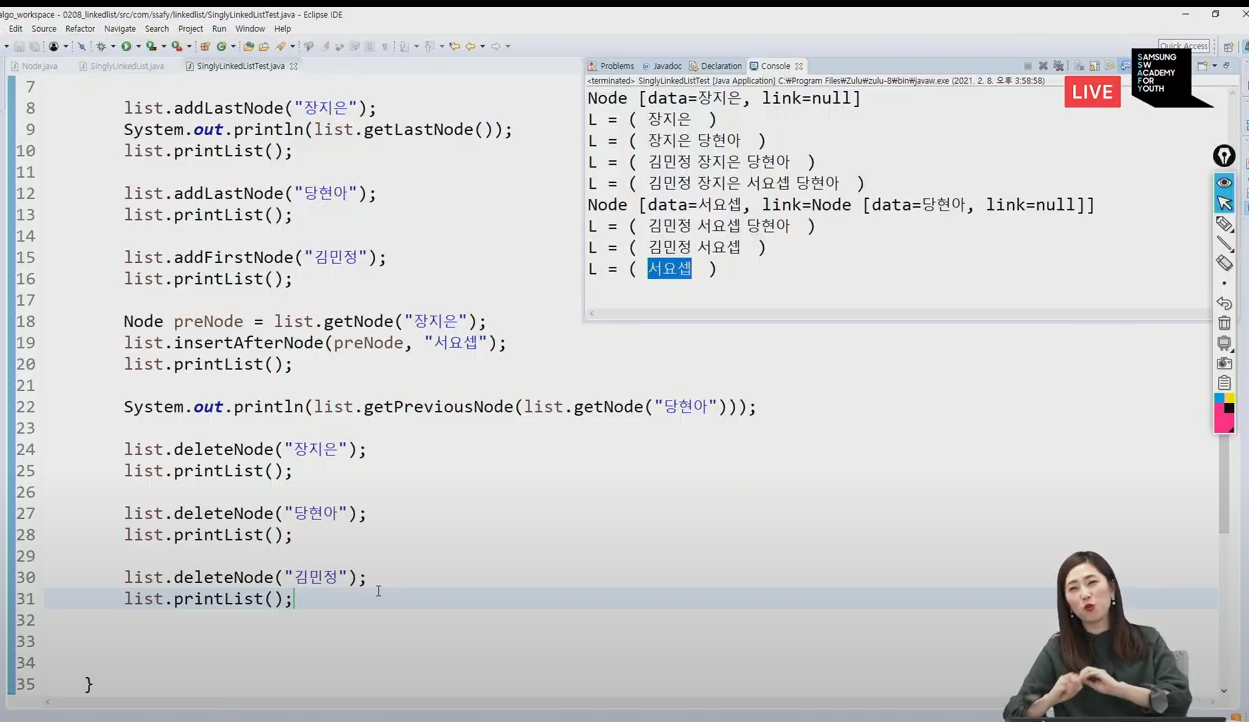 algo_workspace - 0208_linkedlist/src/com/ssafy/linkedlist/SinglyLinkedListTest.java - Eclipse IDE
Edit Source Refactor Navigate Search Project Run Window Help
Quick Access
Node.java SinglyLinkedList.java SinglyLinkedListTest.java
7
8 list.addLastNode("장지은");
9 System.out.println(list.getLastNode());
10 list.printList();
11
12 list.addLastNode("당현아");
13 list.printList();
14
15 list.addFirstNode("김민정");
16 list.printList();
17
18 Node preNode = list.getNode("장지은");
19 list.insertAfterNode(preNode, "서요셉");
20 list.printList();
21
22 System.out.println(list.getPreviousNode(list.getNode("당현아")));
23
24 list.deleteNode("장지은");
25 list.printList();
26
27 list.deleteNode("당현아");
28 list.printList();
29
30 list.deleteNode("김민정");
31 list.printList();
32
33
34
35 }
Problems Javadoc Declaration Console
<terminated> SinglyLinkedListTest [Java Application] C:₩Program Files₩Zulu₩zulu-8₩bin₩javaw.exe (2021. 2. 8. 오후 3:58:58)
Node [data=장지은, link=null]
L = ( 장지은 )
L = ( 장지은 당현아 )
L = ( 김민정 장지은 당현아 )
L = ( 김민정 장지은 서요셉 당현아 )
Node [data=서요셉, link=Node [data=당현아, link=null]]
L = ( 김민정 서요셉 당현아 )
L = ( 김민정 서요셉 )
L = ( 서요셉 )
LIVE
SAMSUNG
SW
ACADEMY
FOR
YOUTH